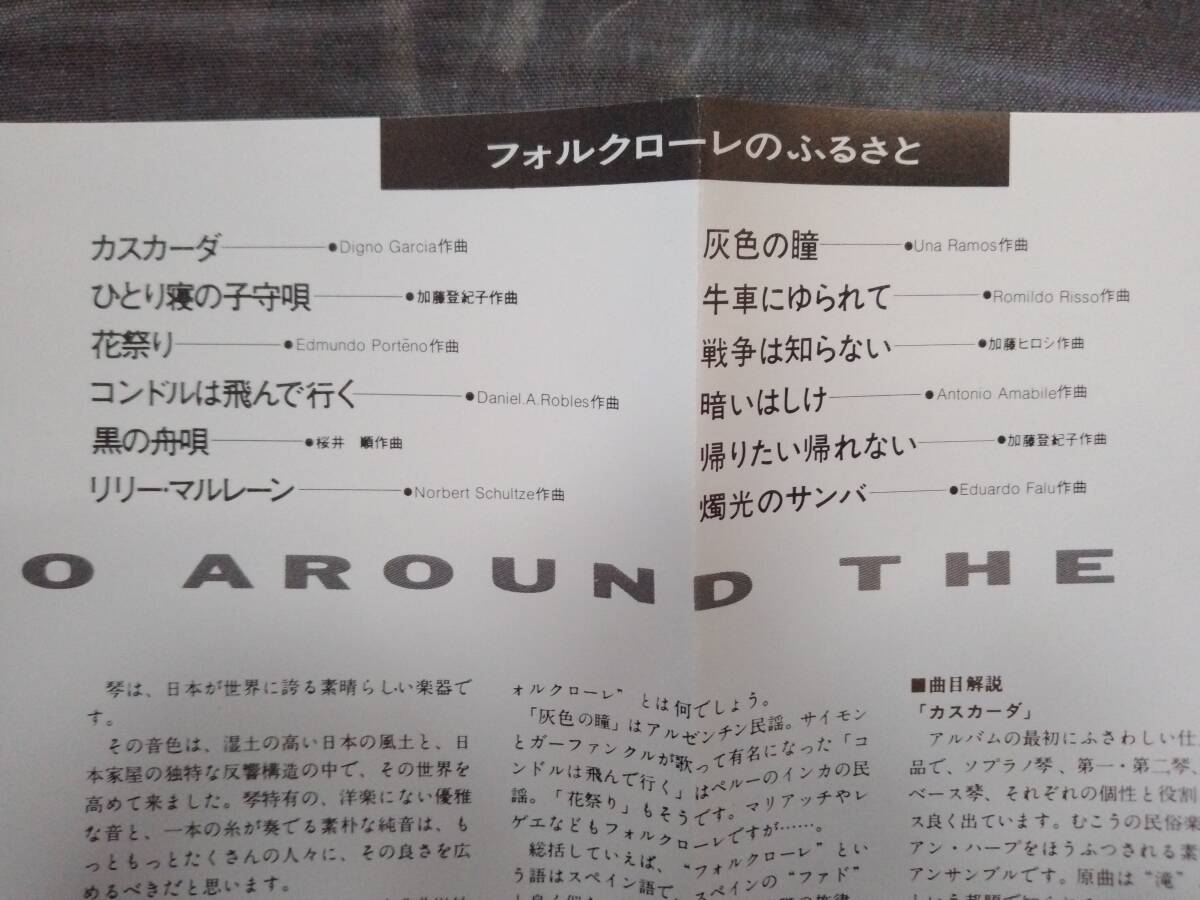 フォルクローレのふるさと
カスカーダ ●Digno Garcia作曲
ひとり寝の子守唄 ●加藤登紀子作曲
花祭り ●Edmundo Portēno作曲
コンドルは飛んで行く ●Daniel.A.Robles作曲
黒の舟唄 ●桜井 順作曲
リリー・マルレーン ●Norbert Schultze作曲
灰色の瞳 ●Una Ramos作曲
牛車にゆられて ●Romildo Risso作曲
戦争は知らない ●加藤ヒロシ作曲
暗いはしけ ●Antonio Amabile作曲
帰りたい帰れない ●加藤登紀子作曲
燭光のサンバ ●Eduardo Falu作曲
O AROUND THE
琴は、日本が世界に誇る素晴らしい楽器で
す。
その音色は、湿土の高い日本の風土と、日
本家屋の独特な反響構造の中で、その世界を
高めて来ました。琴特有の、洋楽にない優雅
な音と、一本の糸が奏でる素朴な純音は、も
っともっとたくさんの人々に、その良さを広
めるべきだと思います。
ォルクローレ”とは何でしょう。
「灰色の瞳」はアルゼンチン民謡。サイモン
とガーファンクルが歌って有名になった「コ
ンドルは飛んで行く」はペルーのインカの民
謡。「花祭り」もそうです。マリアッチやレ
ゲエなどもフォルクローレですが……。
総括していえば、“フォルクローレ”とい
う語はスペイン語で、スペインの“ファド”
■曲目解説
「カスカーダ」
アルバムの最初にふさわしい仕
品で、ソプラノ琴、第一・第二琴、
ベース琴、それぞれの個性と役割
ス良く出ています。むこうの民俗楽
アン・ハープをほうふつされる素
アンサンブルです。原曲は“滝”